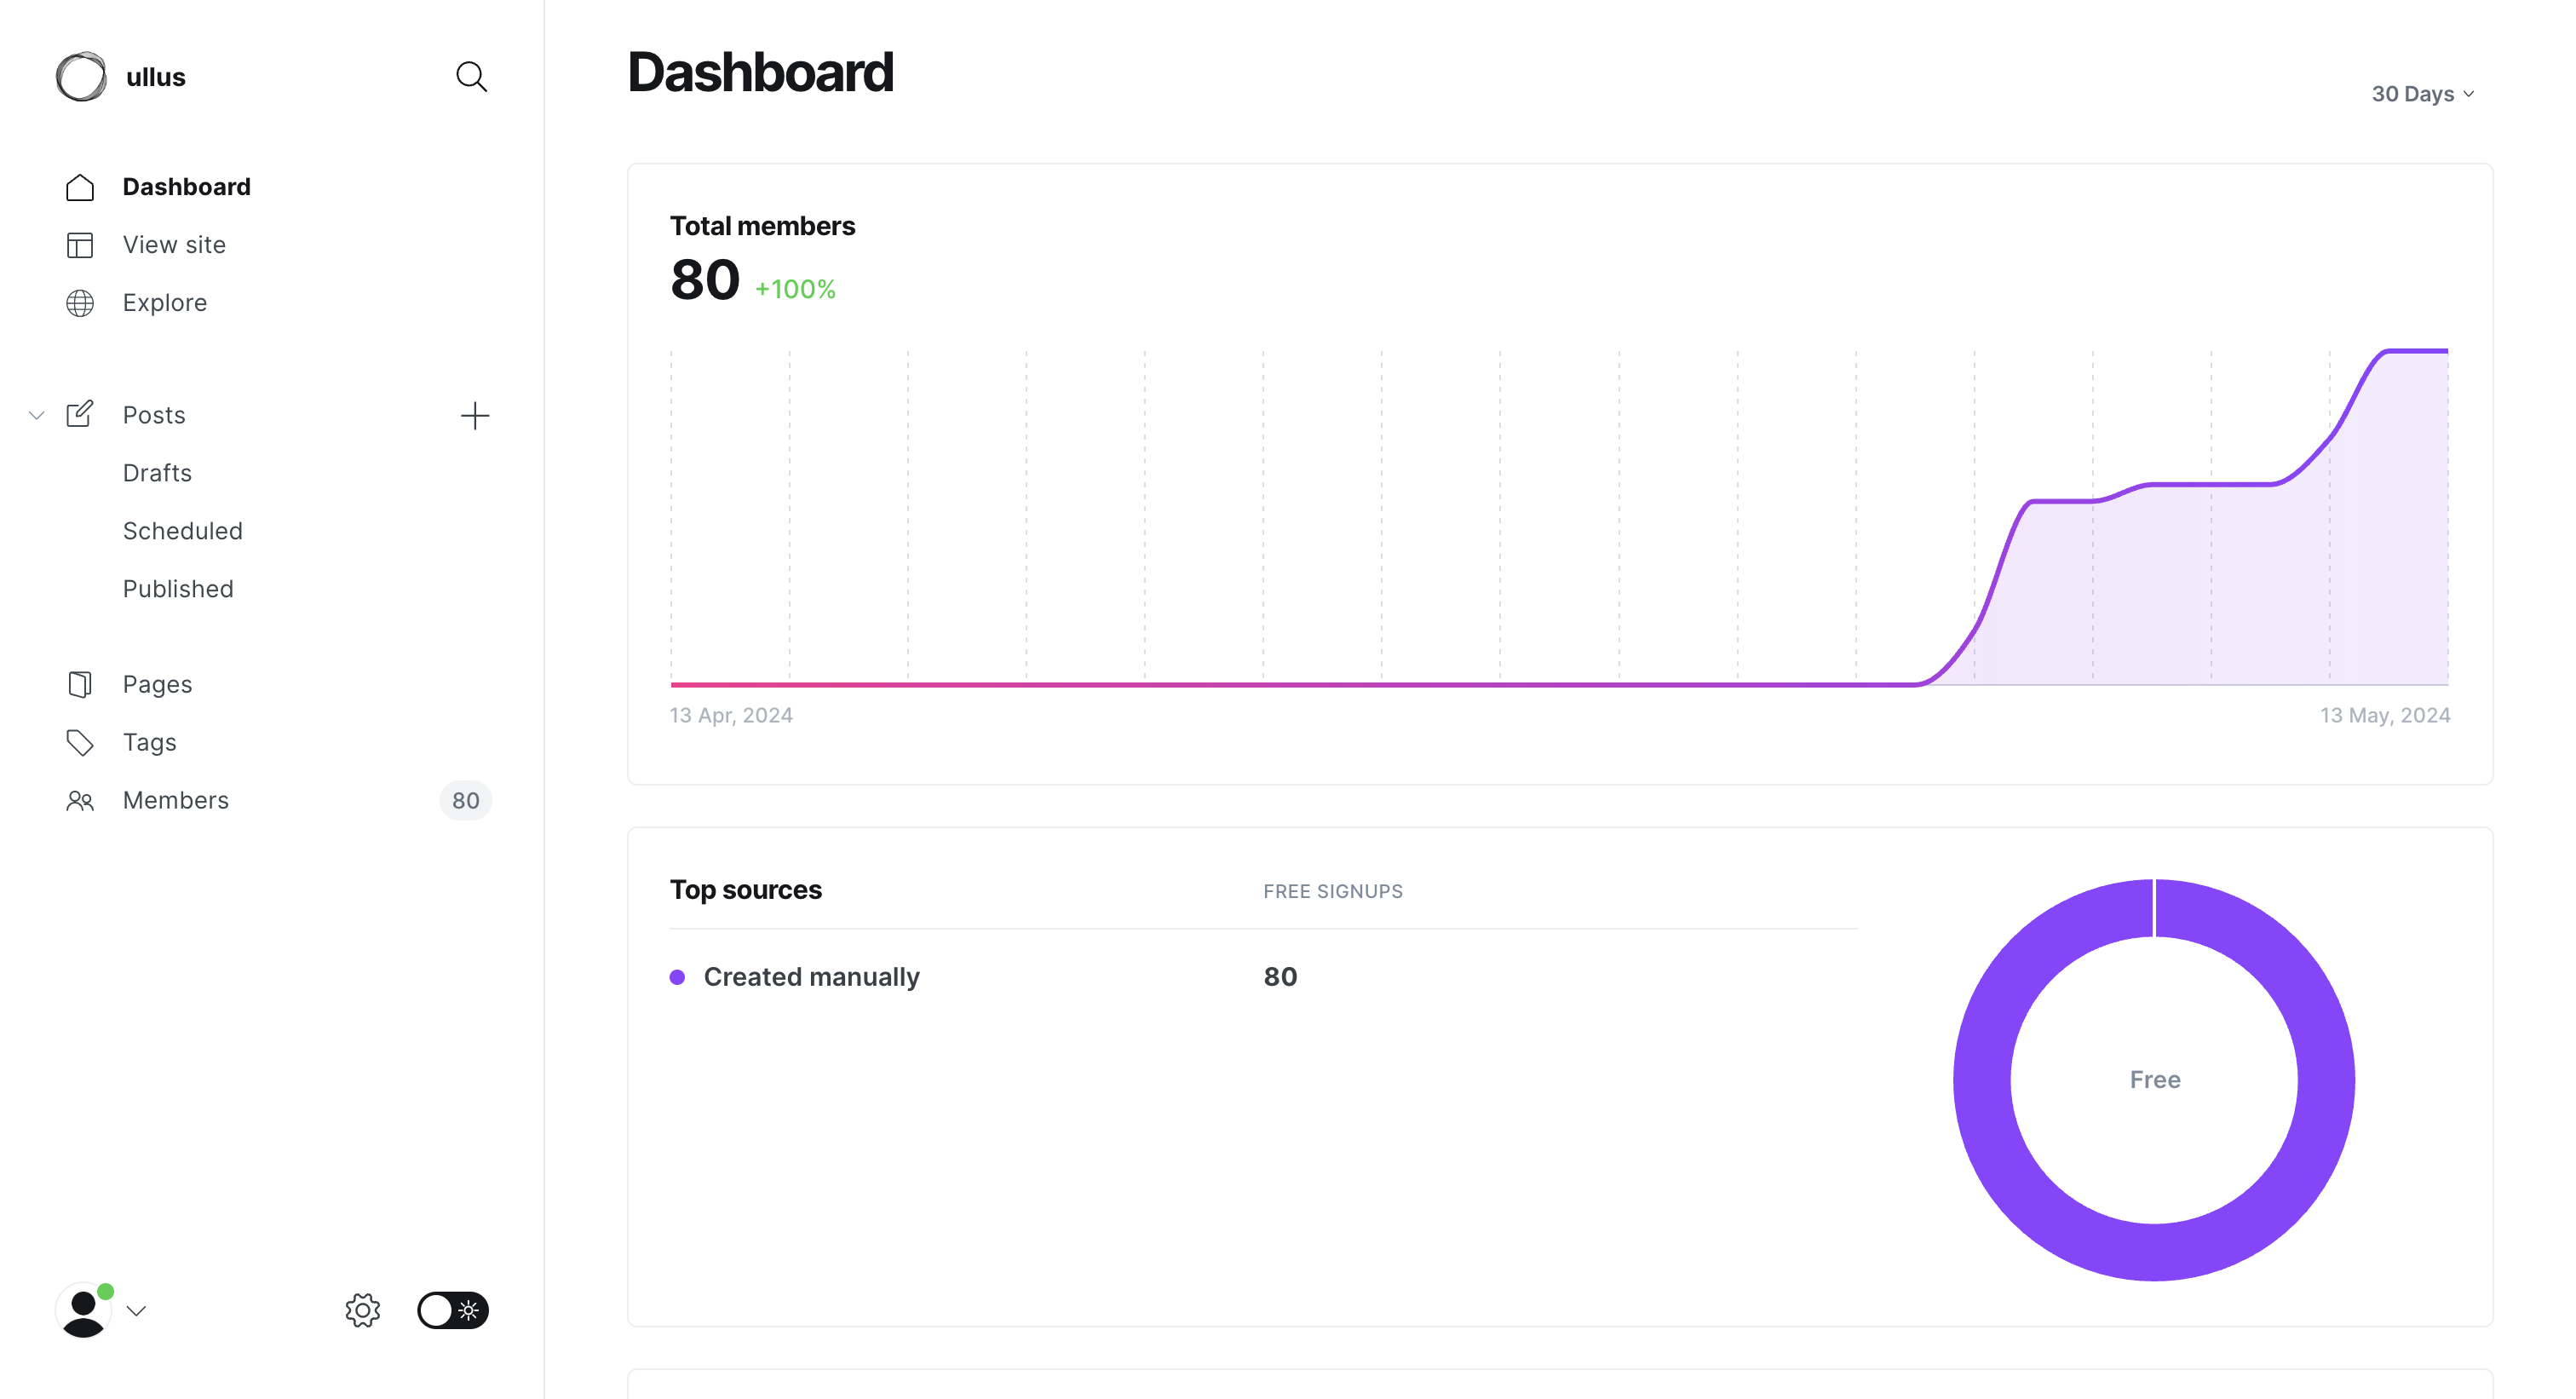 ullus
Dashboard
View site
Explore
Posts
Drafts
Scheduled
Published
Pages
Tags
Members 80
Dashboard
30 Days
Total members
80 +100%
13 Apr, 2024 13 May, 2024
Top sources FREE SIGNUPS
Created manually 80
Free